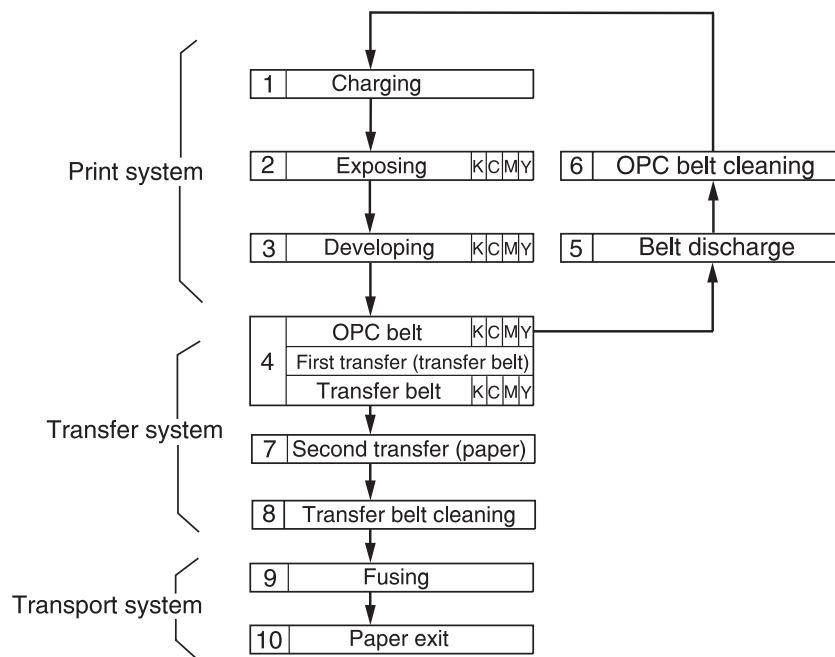 1 Charging
Print system
2 Exposing K C M Y
6 OPC belt cleaning
3 Developing K C M Y
5 Belt discharge
4
OPC belt K C M Y
First transfer (transfer belt)
Transfer belt K C M Y
Transfer system
7 Second transfer (paper)
8 Transfer belt cleaning
9 Fusing
Transport system
10 Paper exit